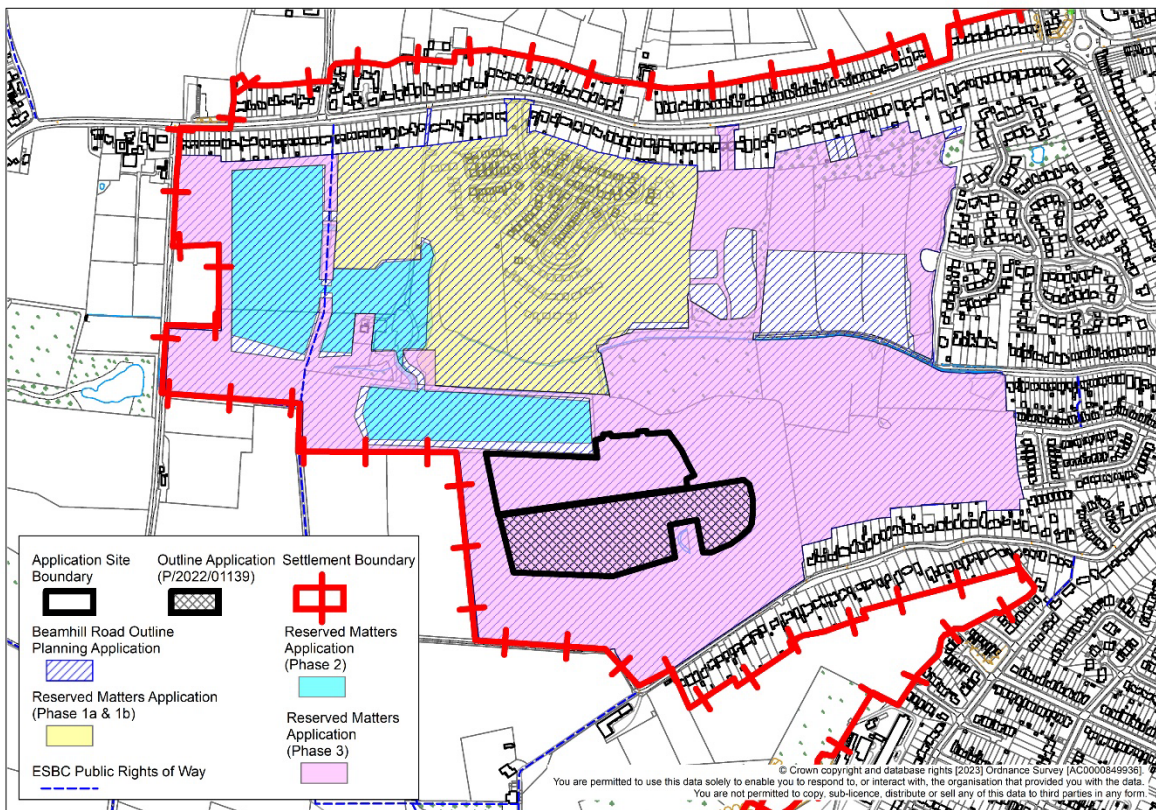 Application Site
Boundary
Outline Application
(P/2022/01139)
Settlement Boundary
Beamhill Road Outline
Planning Application
Reserved Matters
Application
(Phase 2)
Reserved Matters Application
(Phase 1a & 1b)
Reserved Matters
Application
(Phase 3)
ESBC Public Rights of Way
© Crown copyright and database rights [2023] Ordnance Survey [AC0000849936].
You are permitted to use this data solely to enable you to respond to, or interact with, the organisation that provided you with the data.
You are not permitted to copy, sub-licence, distribute or sell any of this data to third parties in any form.